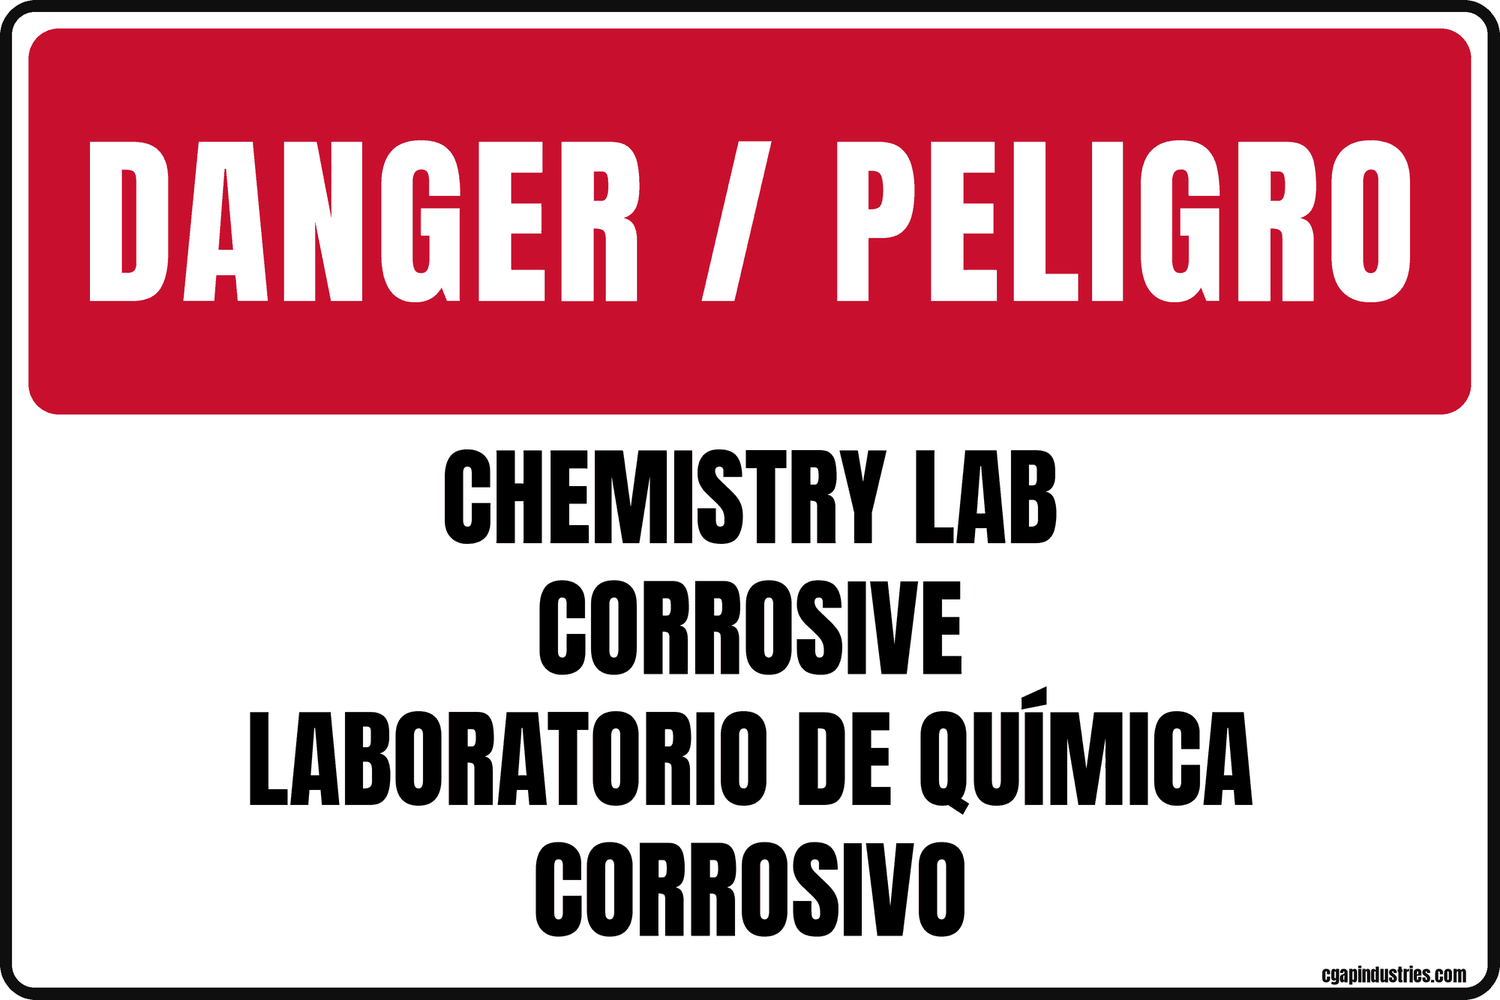 DANGER / PELIGRO
CHEMISTRY LAB
CORROSIVE
LABORATORIO DE QUÍMICA
CORROSIVO
cgapindustries.com